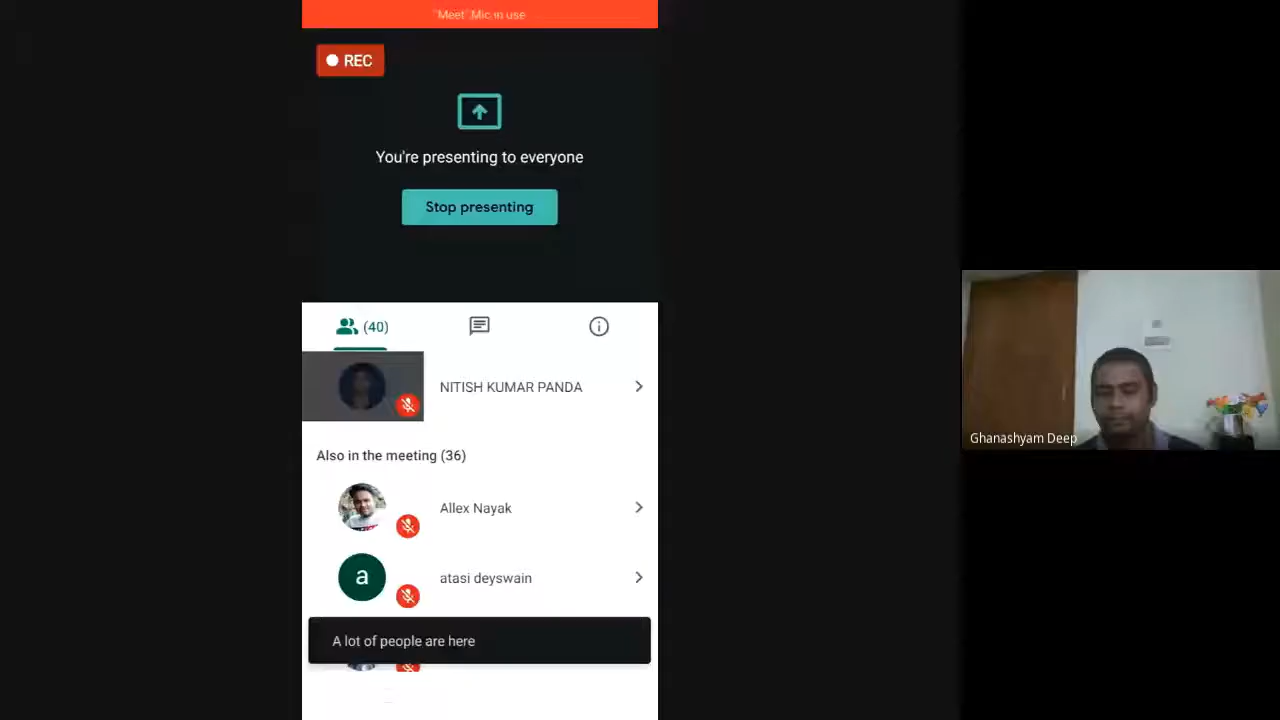 "Meet" Mic in use
REC
You're presenting to everyone
Stop presenting
(40)
NITISH KUMAR PANDA
Also in the meeting (36)
Allex Nayak
a
atasi deyswain
A lot of people are here
Ghanashyam Deep